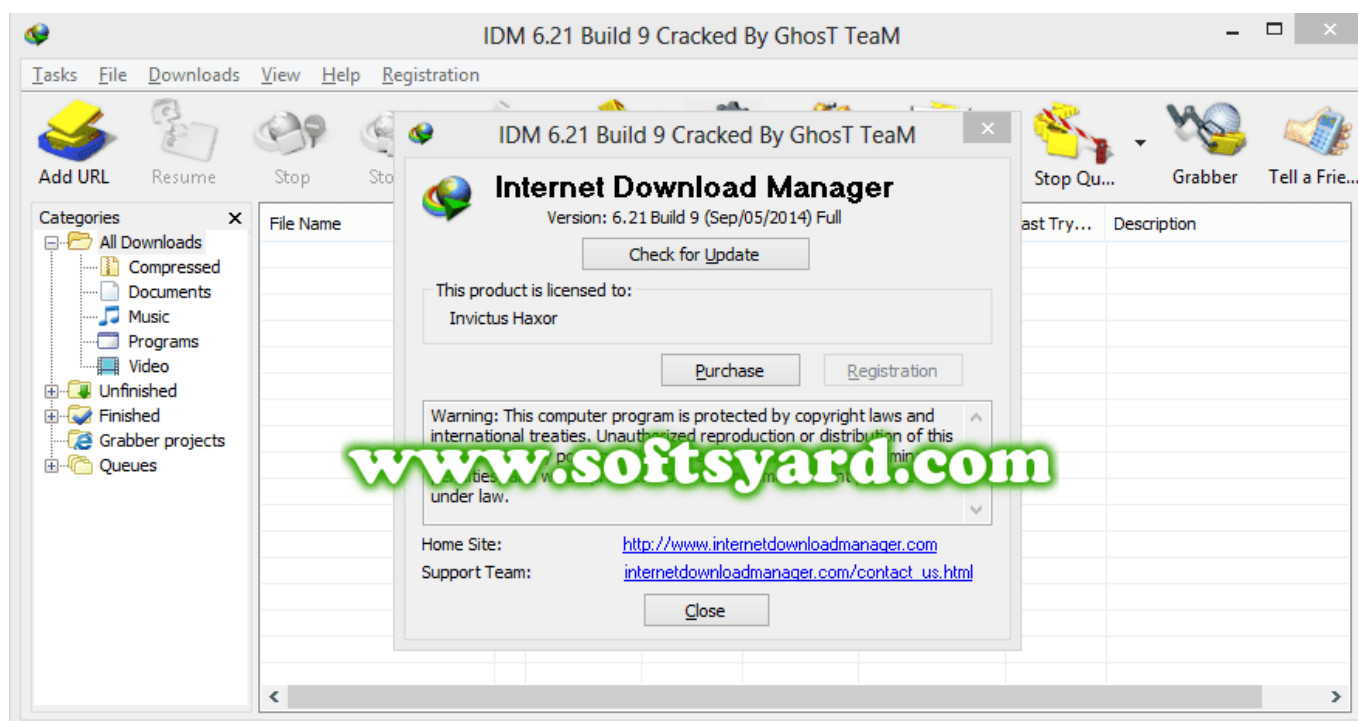 IDM 6.21 Build 9 Cracked By GhosT TeaM
Tasks File Downloads View Help Registration
Add URL
Resume
Stop
Sto
Stop Qu...
Grabber
Tell a Frie...
Categories
All Downloads
Compressed
Documents
Music
Programs
Video
Unfinished
Finished
Grabber projects
Queues
File Name
ast Try...
Description
IDM 6.21 Build 9 Cracked By GhosT TeaM
Internet Download Manager
Version: 6.21 Build 9 (Sep/05/2014) Full
Check for Update
This product is licensed to:
Invictus Haxor
Purchase
Registration
Warning: This computer program is protected by copyright laws and
international treaties. Unauthorized reproduction or distribution of this
under law.
www.softsyard.com
Home Site: http://www.internetdownloadmanager.com
Support Team: internetdownloadmanager.com/contact_us.html
Close